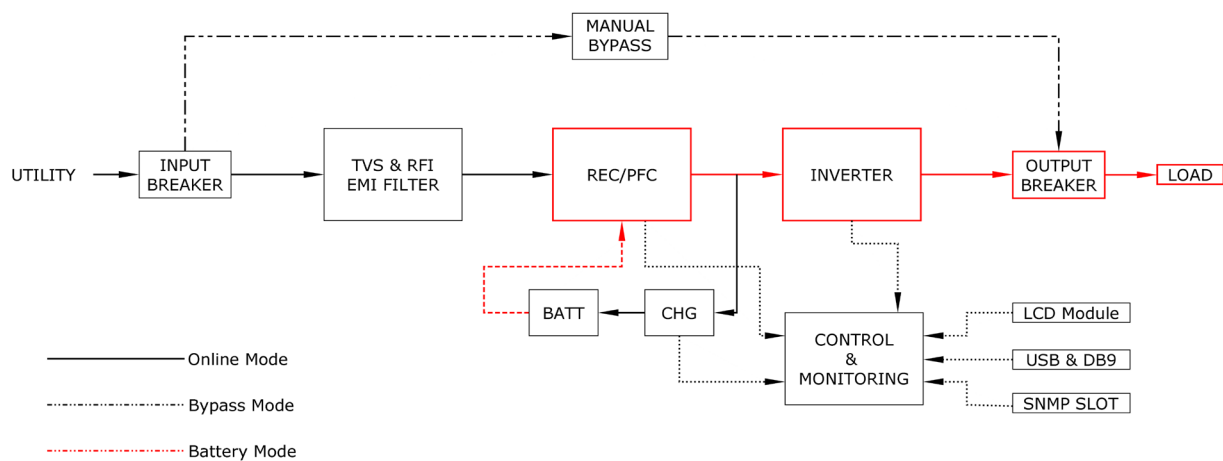 MANUAL
BYPASS
UTILITY
INPUT
BREAKER
TVS & RFI
EMI FILTER
REC/PFC
INVERTER
OUTPUT
BREAKER
LOAD
BATT
CHG
CONTROL
&
MONITORING
LCD Module
USB & DB9
SNMP SLOT
Online Mode
Bypass Mode
Battery Mode